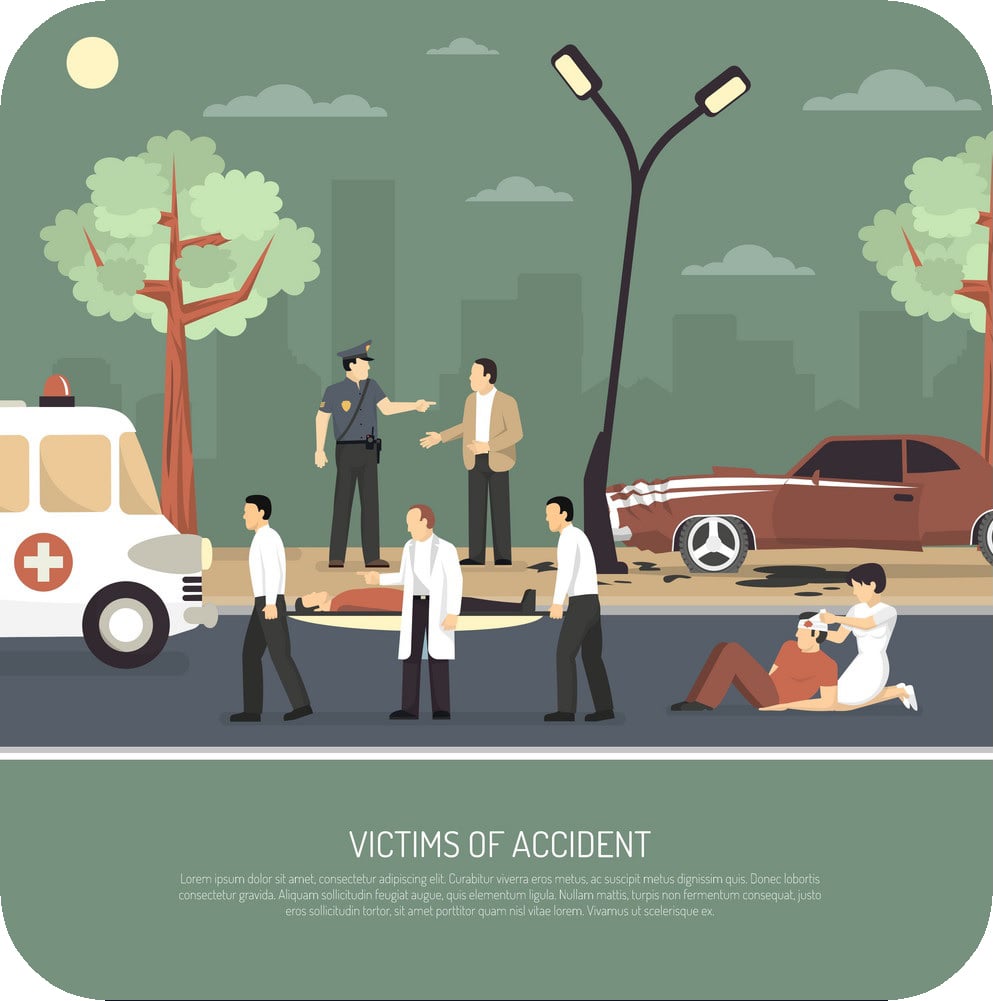 VICTIMS OF ACCIDENT
Lorem ipsum dolor sit amet, consectetur adipiscing elit. Curabitur viverra eros metus, ac suscipit metus dignissim quis. Donec lobortis
consectetur gravida. Aliquam sollicitudin feugiat augue, quis elementum ligula. Nullam mattis, turpis non fermentum consequat, justo
eros sollicitudin tortor, sit amet porttitor quam nisl vitae lorem. Vivamus ut scelerisque ex.